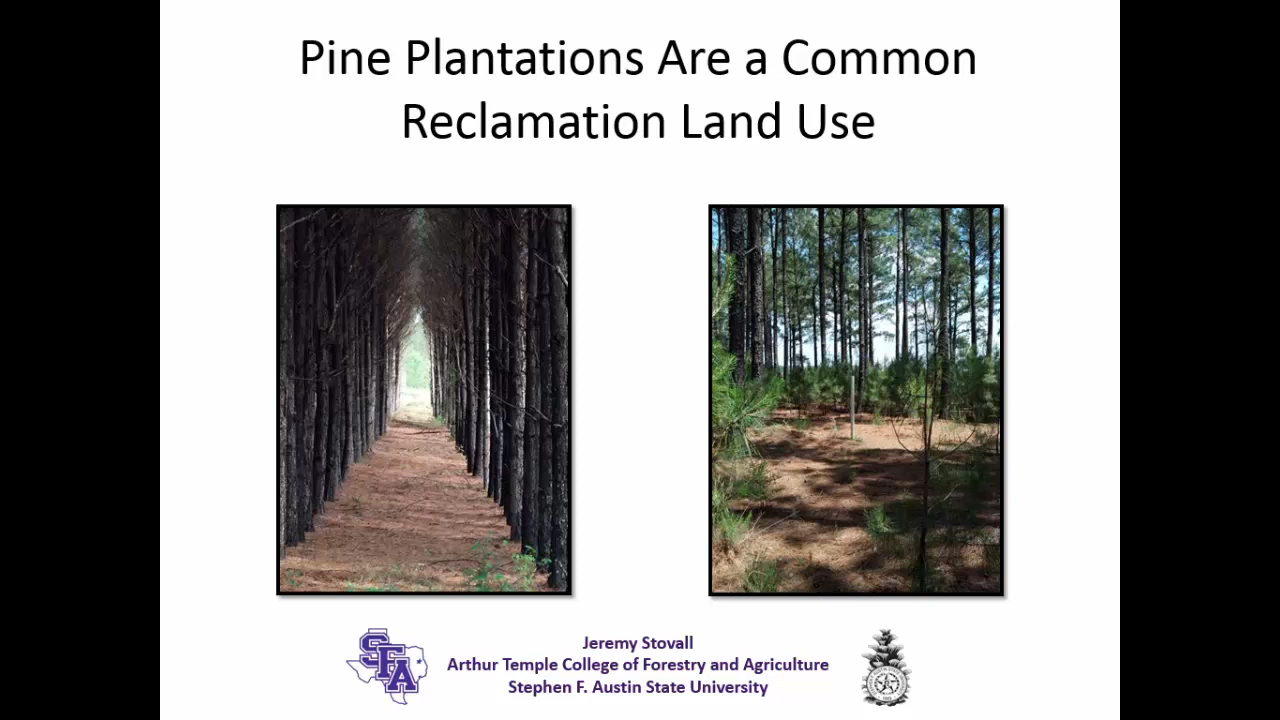 Pine Plantations Are a Common
Reclamation Land Use
SFA
Jeremy Stovall
Arthur Temple College of Forestry and Agriculture
Stephen F. Austin State University